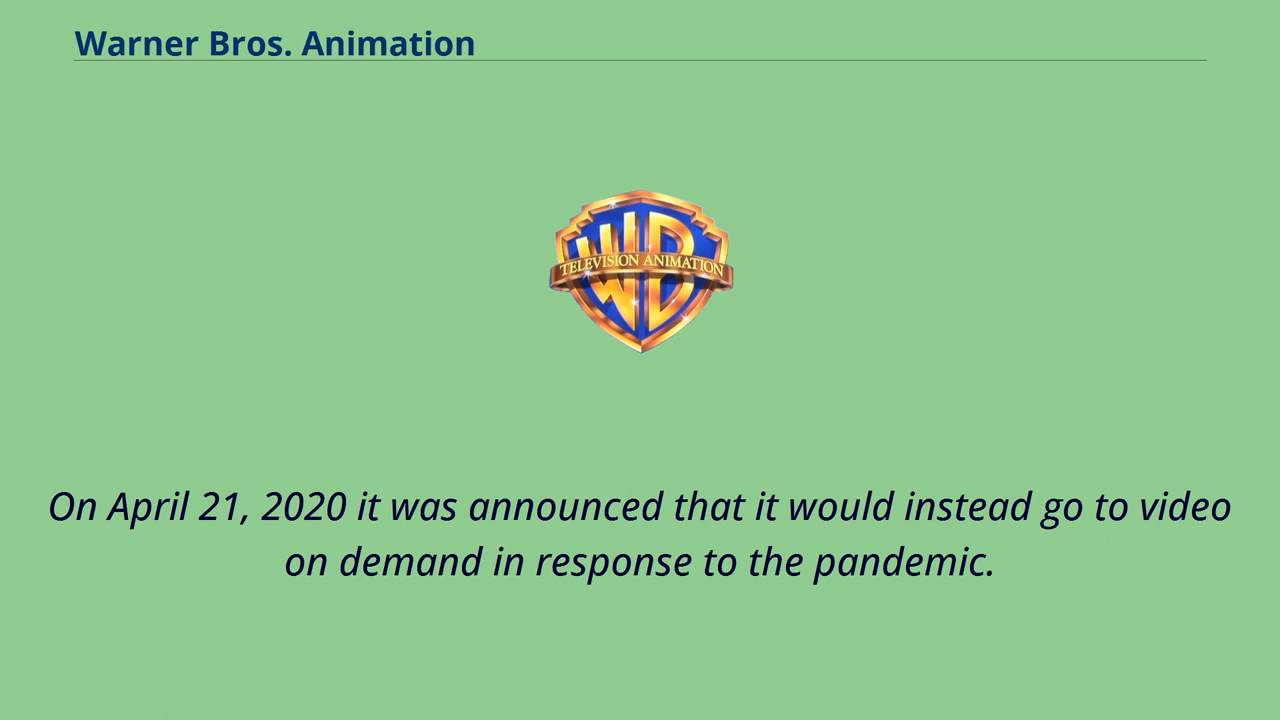 Warner Bros. Animation
WB
TELEVISION ANIMATION
On April 21, 2020 it was announced that it would instead go to video
on demand in response to the pandemic.